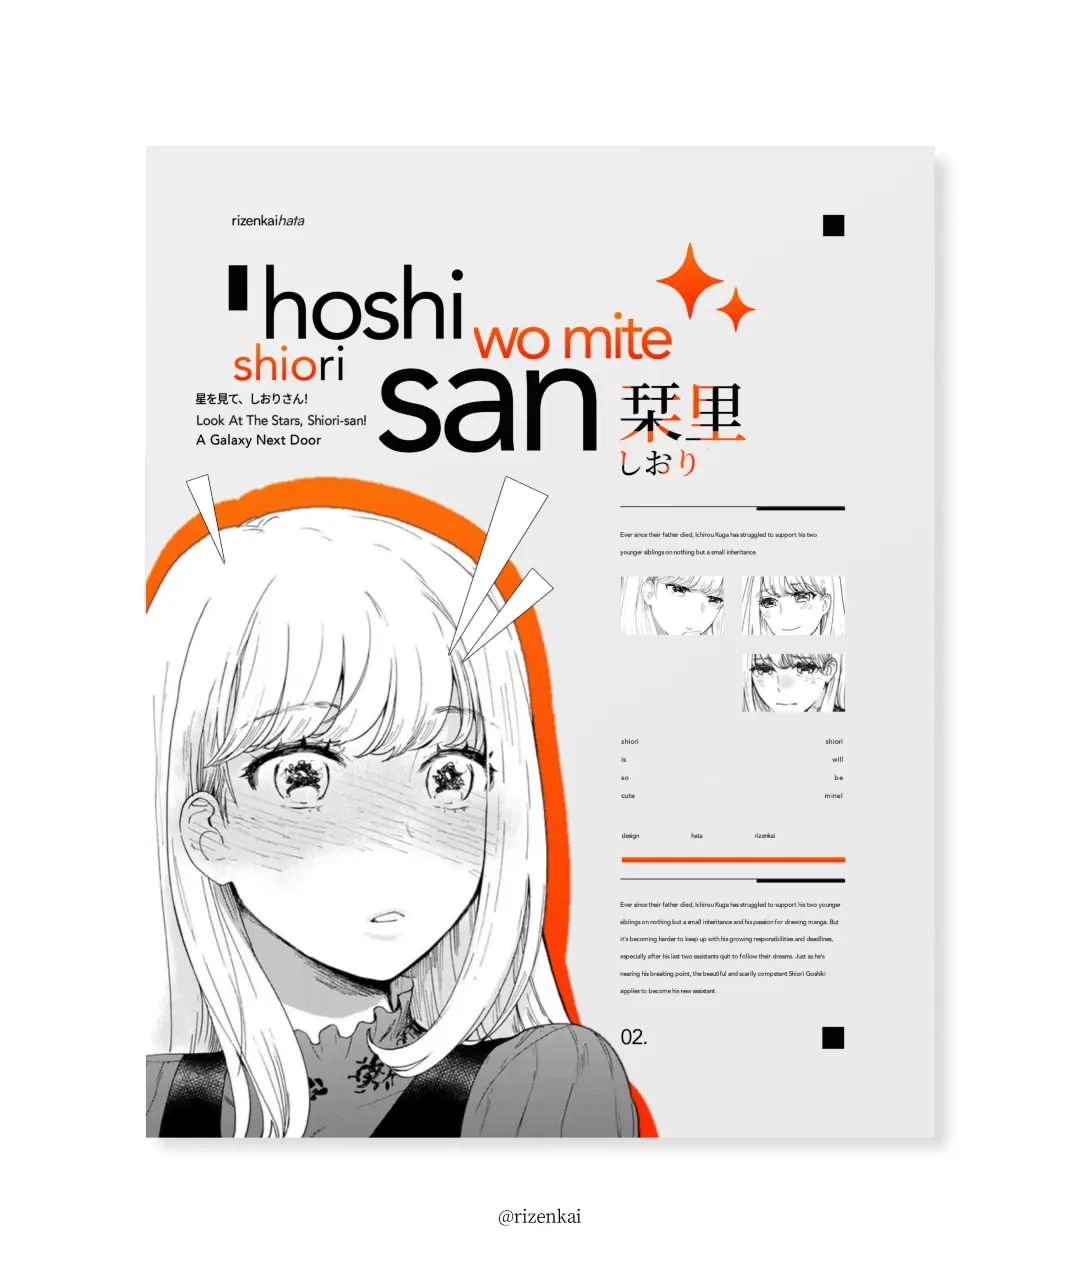 rizenkaihata
hoshi
wo mite
shiori
san
星を見て、しおりさん!
Look At The Stars, Shiori-san!
A Galaxy Next Door
栞里
しおり
Ever since their father died, Ichirou Kuga has struggled to support his two
younger siblings on nothing but a small inheritance.
shiori shiori
is will
so be
cute mine!
design hata rizenkai
Ever since their father died, Ichirou Kuga has struggled to support his two younger
siblings on nothing but a small inheritance and his passion for drawing manga. But
it's becoming harder to keep up with his growing responsibilities and deadlines,
especially after his last two assistants quit to follow their dreams. Just as he's
nearing his breaking point, the beautiful and scarily competent Shiori Goshiki
applies to become his new assistant.
02.
@rizenkai